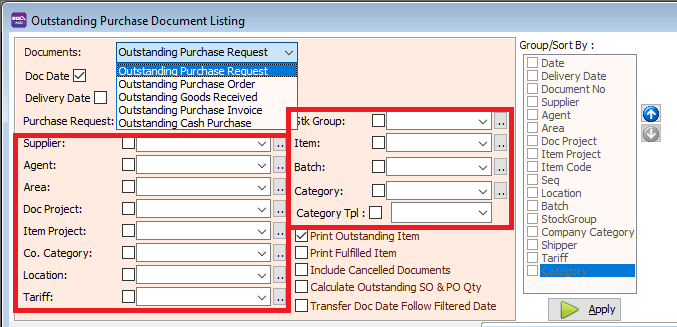 Outstanding Purchase Document Listing
Documents: Outstanding Purchase Request
Outstanding Purchase Request
Outstanding Purchase Order
Outstanding Goods Received
Outstanding Purchase Invoice
Outstanding Cash Purchase
Doc Date
Delivery Date
Purchase Request:
Supplier:
Agent:
Area:
Doc Project:
Item Project:
Co. Category:
Location:
Tariff:
Stk Group:
Item:
Batch:
Category:
Category Tpl :
Print Outstanding Item
Print Fulfilled Item
Include Cancelled Documents
Calculate Outstanding SO & PO Qty
Transfer Doc Date Follow Filtered Date
Group/Sort By :
Date
Delivery Date
Document No
Supplier
Agent
Area
Doc Project
Item Project
Item Code
Seq
Location
Batch
StockGroup
Company Category
Shipper
Tariff
Category
Apply